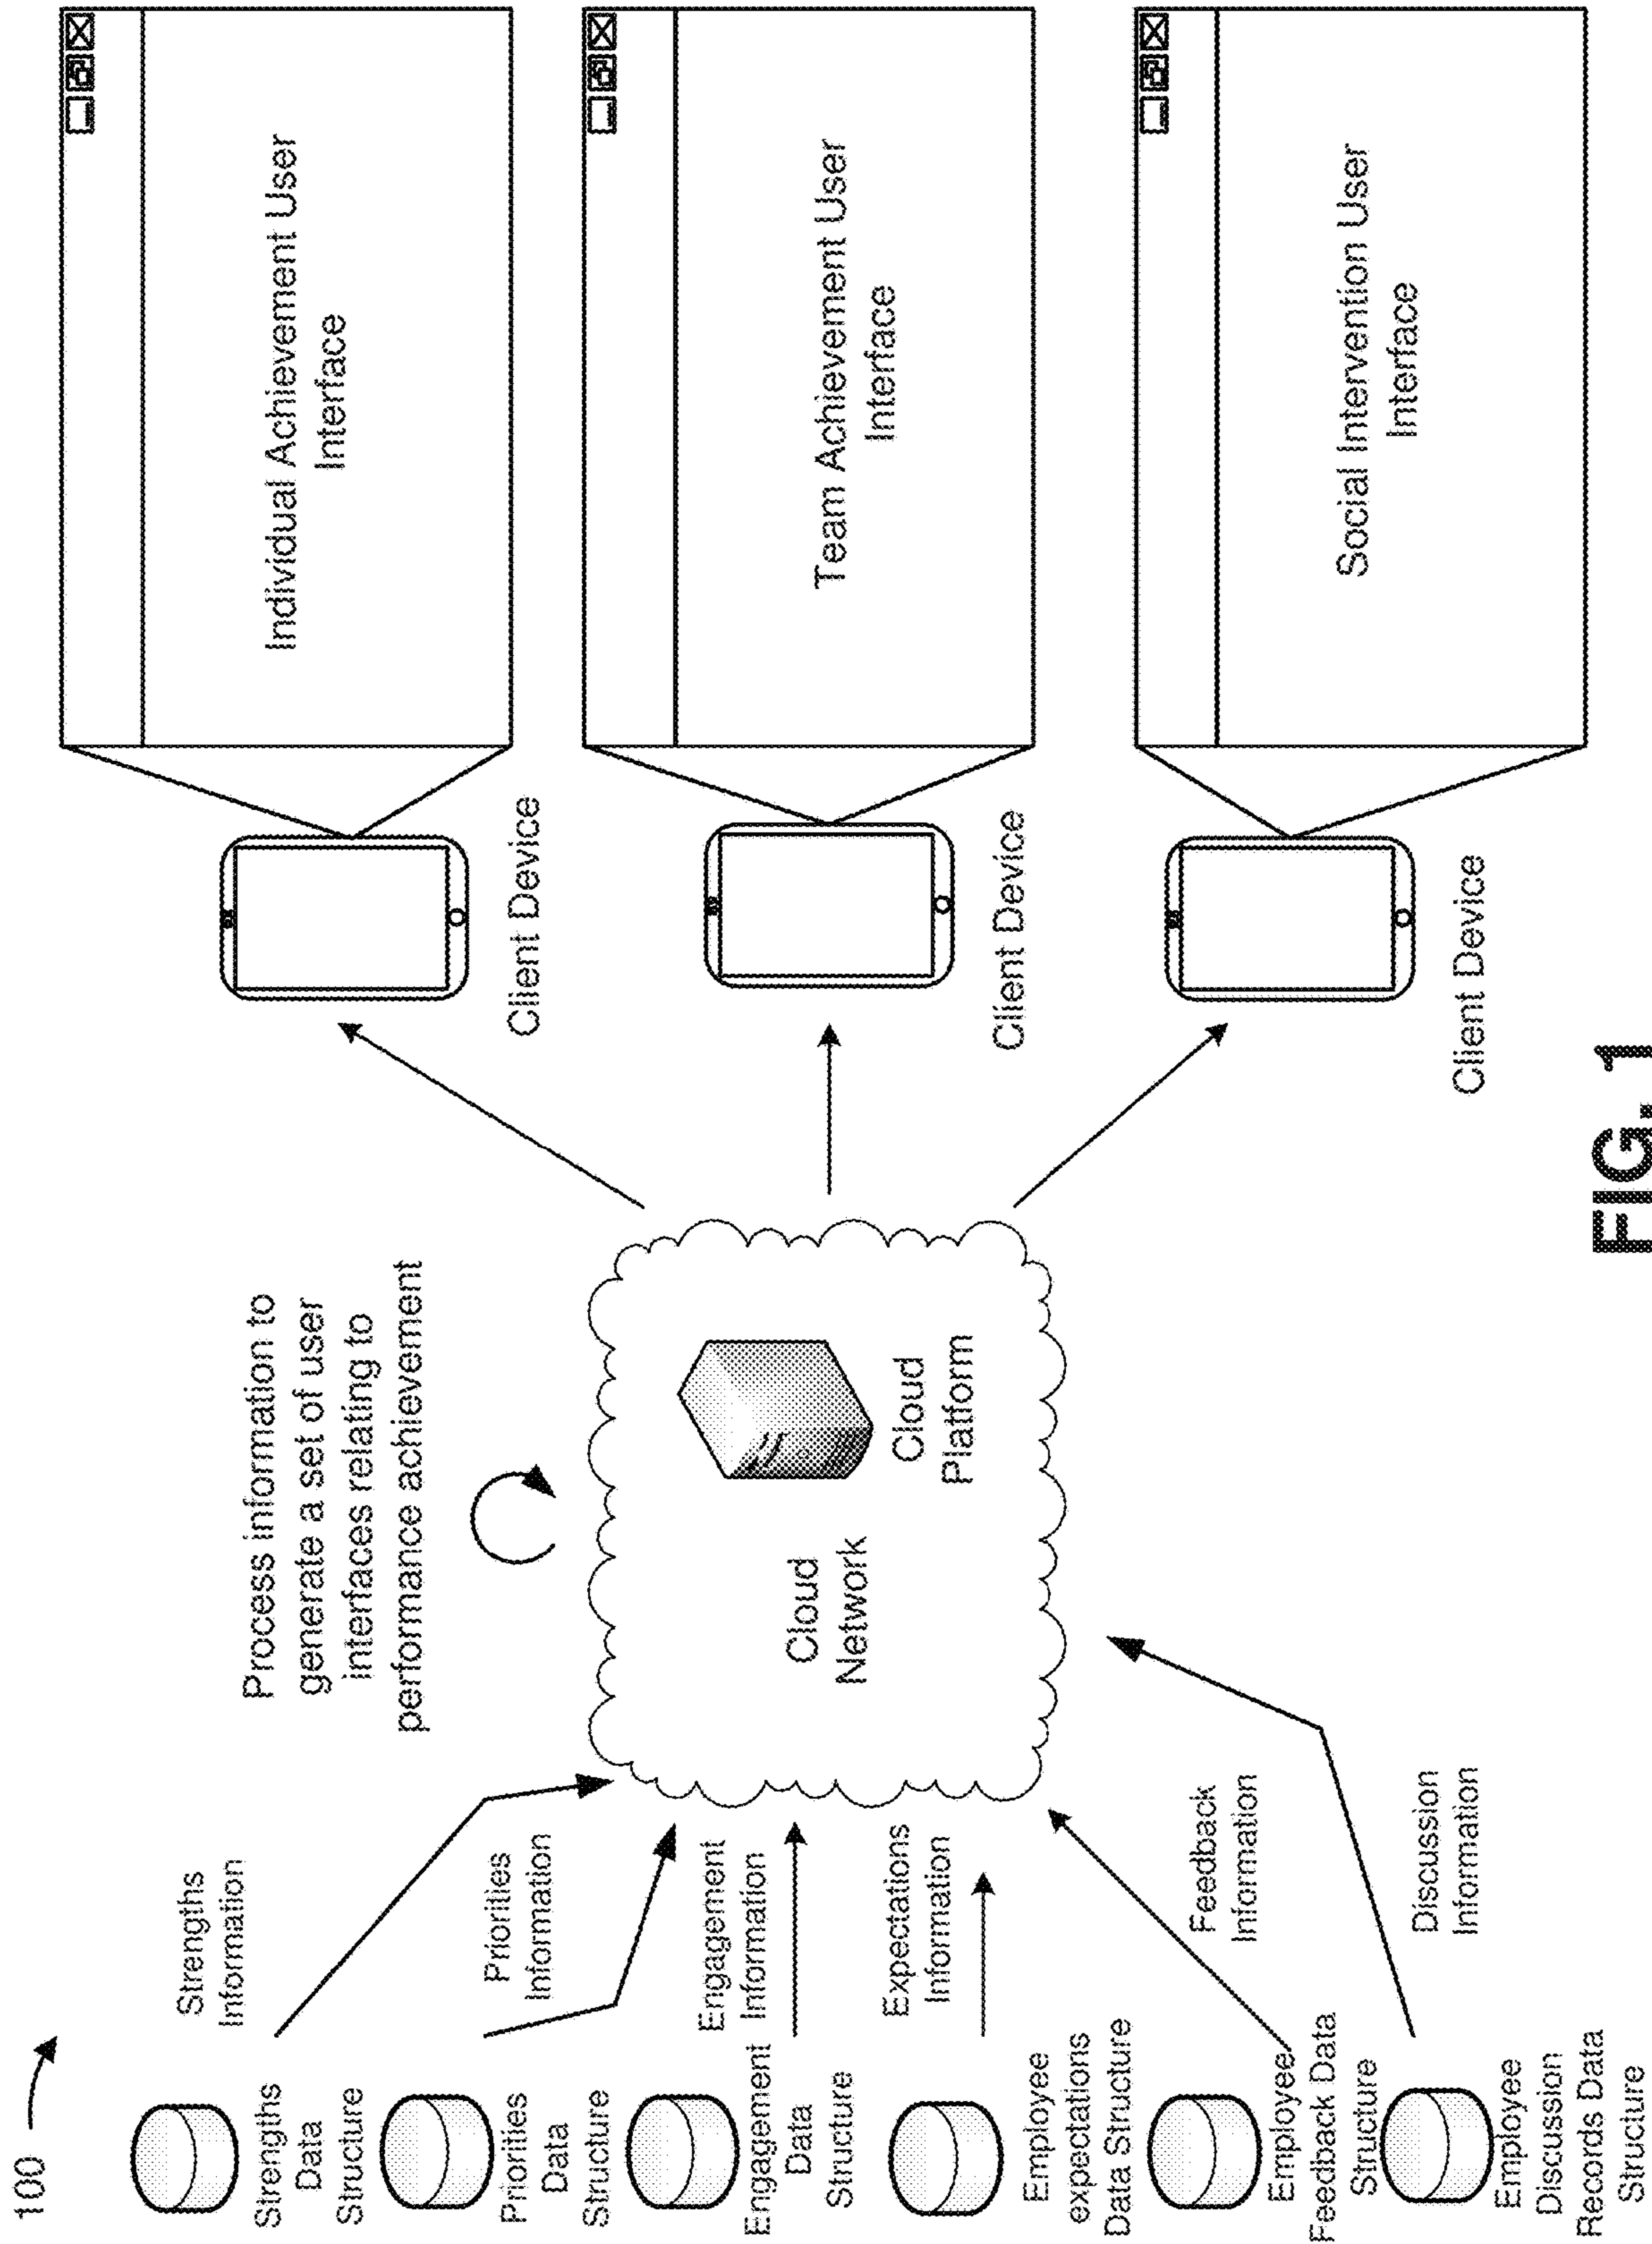 100
Strengths
Data
Structure
Priorities
Data
Structure
Engagement
Data
Structure
Employee
expectations
Data Structure
Employee
Feedback Data
Structure
Employee
Discussion
Records Data
Structure
Strengths
Information
Priorities
Information
Engagement
Information
Expectations
Information
Feedback
Information
Discussion
Information
Process information to
generate a set of user
interfaces relating to
performance achievement
Cloud
Network
Cloud
Platform
Client Device
Client Device
Client Device
Individual Achievement User
Interface
Team Achievement User
Interface
Social Intervention User
Interface
FIG. 1